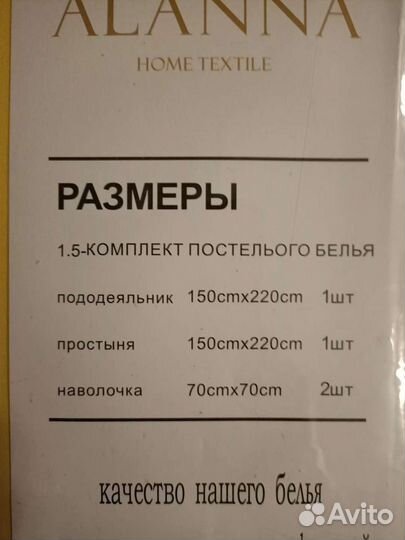 ALANNA
HOME TEXTILE
РАЗМЕРЫ
1.5-КОМПЛЕКТ ПОСТЕЛЬОГО БЕЛЬЯ
пододеяльник 150cmx220cm 1шт
простыня 150cmx220cm 1шт
наволочка 70cmx70cm 2шт
качество нашего белья
Avito